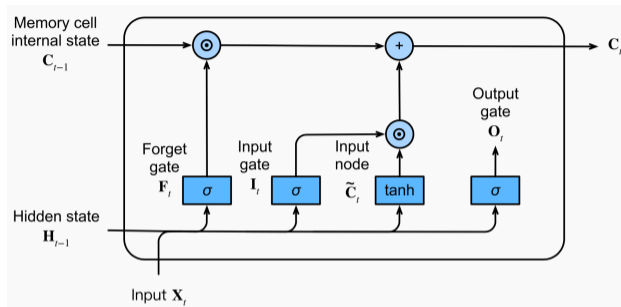 Memory cell
internal state
C_{t-1}
C_t
Output
gate
O_t
Forget
gate
F_t
Input
gate
I_t
Input
node
C̃_t
σ
σ
tanh
σ
+
Hidden state
H_{t-1}
Input X_t